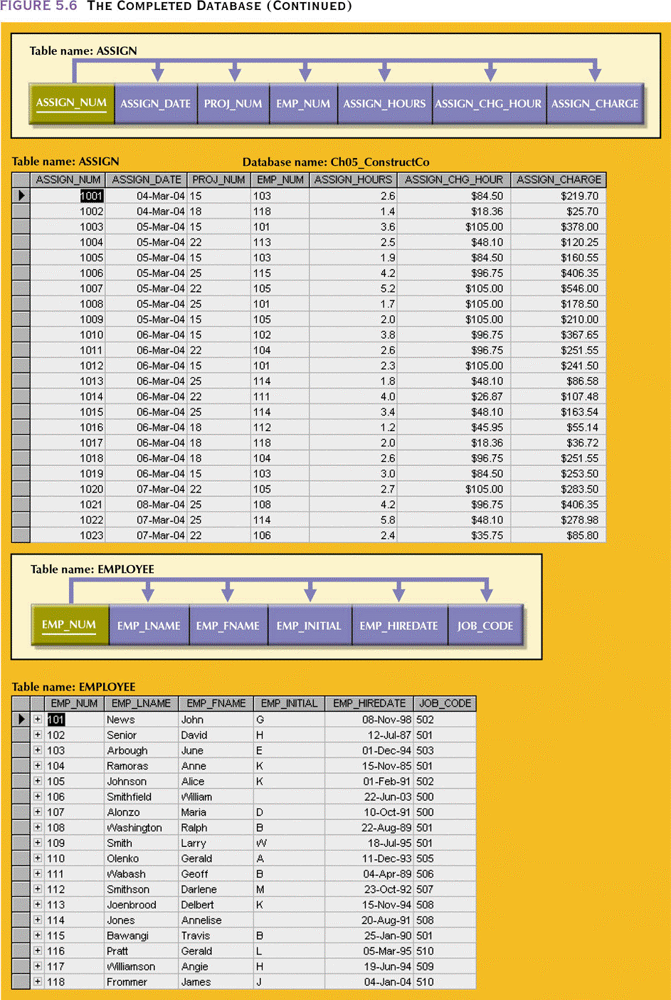 FIGURE 5.6 THE COMPLETED DATABASE (CONTINUED)
Table name: ASSIGN
ASSIGN_NUM ASSIGN_DATE PROJ_NUM EMP_NUM ASSIGN_HOURS ASSIGN_CHG_HOUR ASSIGN_CHARGE
Table name: ASSIGN Database name: Ch05_ConstructCo
ASSIGN_NUM ASSIGN_DATE PROJ_NUM EMP_NUM ASSIGN_HOURS ASSIGN_CHG_HOUR ASSIGN_CHARGE
1001 04-Mar-04 15 103 2.6 $84.50 $219.70
1002 04-Mar-04 18 118 1.4 $18.36 $25.70
1003 05-Mar-04 15 101 3.6 $105.00 $378.00
1004 05-Mar-04 22 113 2.5 $48.10 $120.25
1005 05-Mar-04 15 103 1.9 $84.50 $160.55
1006 05-Mar-04 25 115 4.2 $96.75 $406.35
1007 05-Mar-04 22 105 5.2 $105.00 $546.00
1008 05-Mar-04 25 101 1.7 $105.00 $178.50
1009 05-Mar-04 15 105 2.0 $105.00 $210.00
1010 06-Mar-04 15 102 3.8 $96.75 $367.65
1011 06-Mar-04 22 104 2.6 $96.75 $251.55
1012 06-Mar-04 15 101 2.3 $105.00 $241.50
1013 06-Mar-04 25 114 1.8 $48.10 $86.58
1014 06-Mar-04 22 111 4.0 $26.87 $107.48
1015 06-Mar-04 25 114 3.4 $48.10 $163.54
1016 06-Mar-04 18 112 1.2 $45.95 $55.14
1017 06-Mar-04 18 118 2.0 $18.36 $36.72
1018 06-Mar-04 18 104 2.6 $96.75 $251.55
1019 06-Mar-04 15 103 3.0 $84.50 $253.50
1020 07-Mar-04 22 105 2.7 $105.00 $283.50
1021 08-Mar-04 25 108 4.2 $96.75 $406.35
1022 07-Mar-04 25 114 5.8 $48.10 $278.98
1023 07-Mar-04 22 106 2.4 $35.75 $85.80
Table name: EMPLOYEE
EMP_NUM EMP_LNAME EMP_FNAME EMP_INITIAL EMP_HIREDATE JOB_CODE
Table name: EMPLOYEE
EMP_NUM EMP_LNAME EMP_FNAME EMP_INITIAL EMP_HIREDATE JOB_CODE
101 News John G 08-Nov-98 502
102 Senior David H 12-Jul-87 501
103 Arbough June E 01-Dec-94 503
104 Ramoras Anne K 15-Nov-85 501
105 Johnson Alice K 01-Feb-91 502
106 Smithfield William 22-Jun-03 500
107 Alonzo Maria D 10-Oct-91 500
108 Washington Ralph B 22-Aug-89 501
109 Smith Larry W 18-Jul-95 501
110 Olenko Gerald A 11-Dec-93 505
111 Wabash Geoff B 04-Apr-89 506
112 Smithson Darlene M 23-Oct-92 507
113 Joenbrood Delbert K 15-Nov-94 508
114 Jones Annelise 20-Aug-91 508
115 Bawangi Travis B 25-Jan-90 501
116 Pratt Gerald L 05-Mar-95 510
117 Williamson Angie H 19-Jun-94 509
118 Frommer James J 04-Jan-04 510